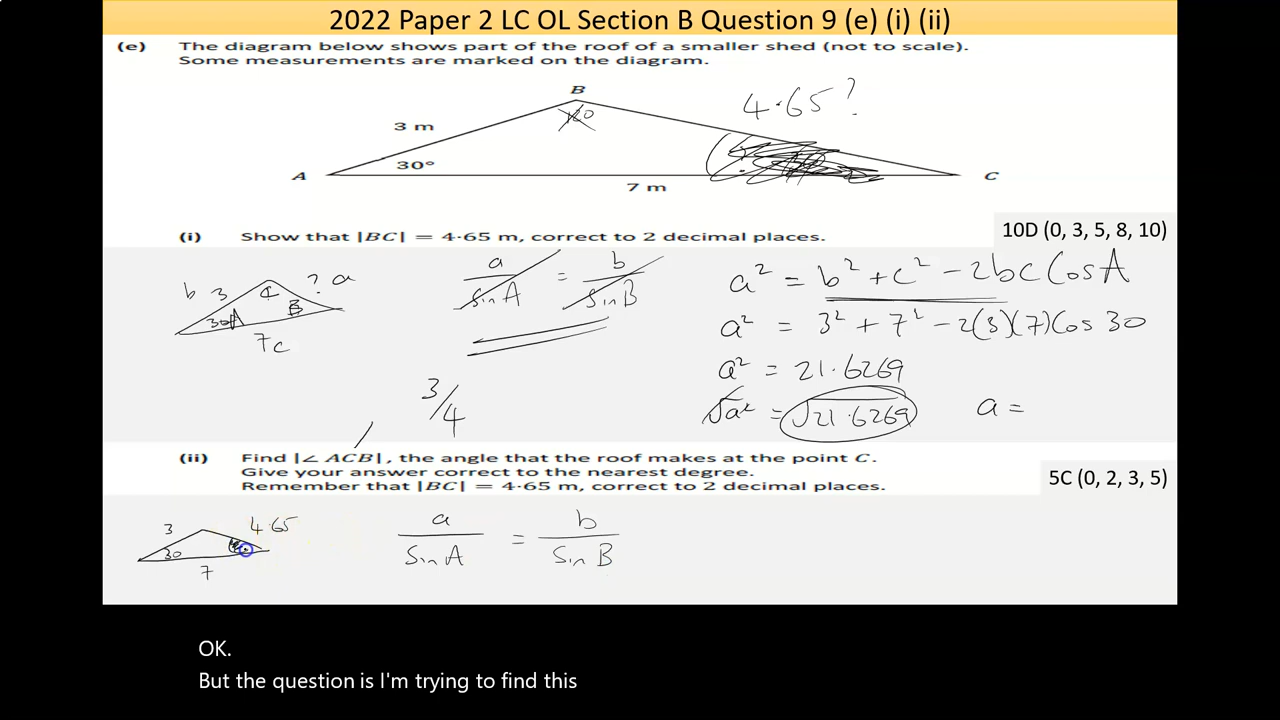 2022 Paper 2 LC OL Section B Question 9 (e) (i) (ii)
(e) The diagram below shows part of the roof of a smaller shed (not to scale).
Some measurements are marked on the diagram.
B
4.65?
3 m
30°
A
7 m
C
(i) Show that |BC| = 4·65 m, correct to 2 decimal places.
10D (0, 3, 5, 8, 10)
b 3 C ? a
30 A B
7 c
a/Sin A = b/Sin B
a² = b² + c² - 2bc Cos A
a² = 3² + 7² - 2(3)(7) Cos 30
a² = 21.6269
√a² = √21.6269 a =
3/4
(ii) Find |∠ ACB|, the angle that the roof makes at the point C.
Give your answer correct to the nearest degree.
Remember that |BC| = 4·65 m, correct to 2 decimal places.
5C (0, 2, 3, 5)
3 4.65
30
7
a/Sin A = b/Sin B
OK.
But the question is I'm trying to find this